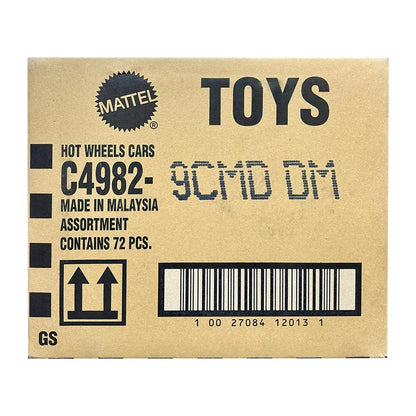 MATTEL
®
TOYS
HOT WHEELS CARS
C4982- 9CMD DM
MADE IN MALAYSIA
ASSORTMENT
CONTAINS 72 PCS.
1 00 27084 12013 1
GS